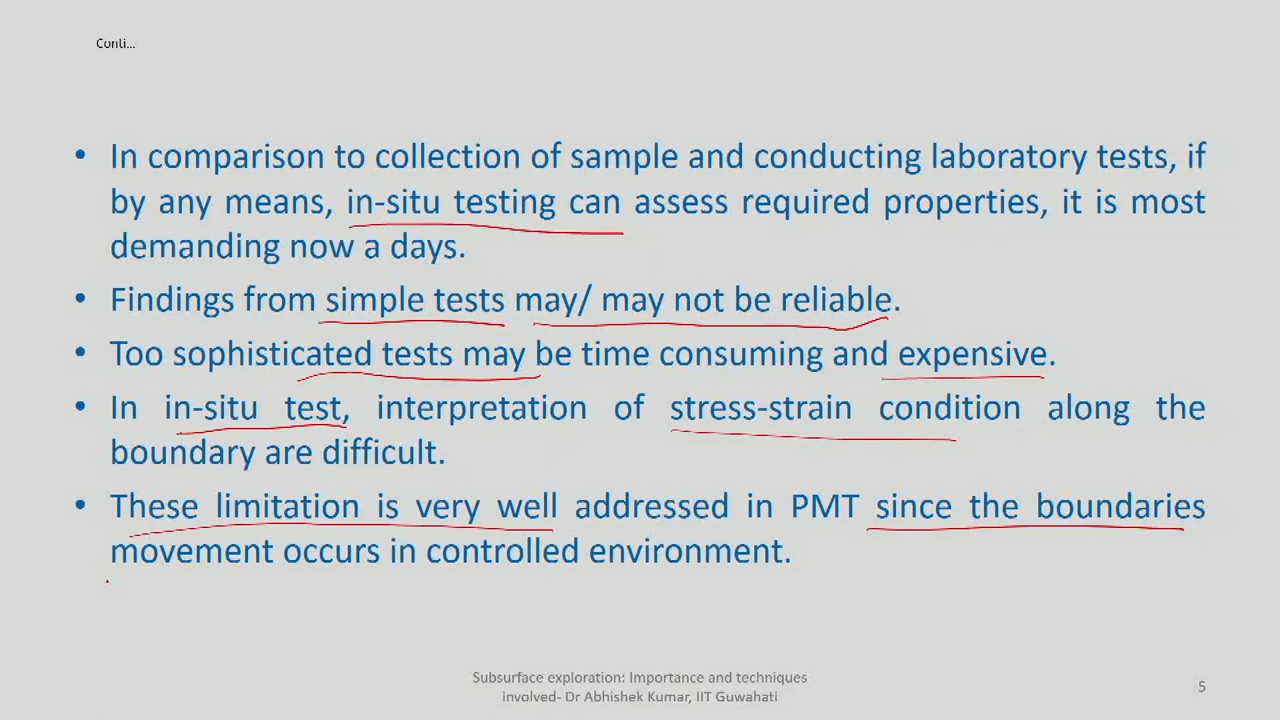 Conti...
• In comparison to collection of sample and conducting laboratory tests, if
by any means, in-situ testing can assess required properties, it is most
demanding now a days.
• Findings from simple tests may/ may not be reliable.
• Too sophisticated tests may be time consuming and expensive.
• In in-situ test, interpretation of stress-strain condition along the
boundary are difficult.
• These limitation is very well addressed in PMT since the boundaries
movement occurs in controlled environment.
Subsurface exploration: Importance and techniques
involved- Dr Abhishek Kumar, IIT Guwahati
5